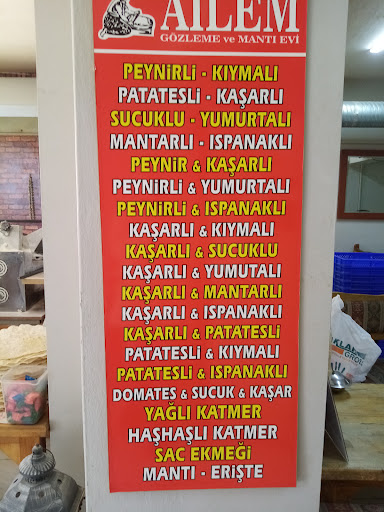 AİLEM
GÖZLEME ve MANTI EVİ
PEYNİRLİ - KIYMALI
PATATESLİ - KAŞARLI
SUCUKLU - YUMURTALI
MANTARLI - ISPANAKLI
PEYNİR & KAŞARLI
PEYNİRLİ & YUMURTALI
PEYNİRLİ & ISPANAKLI
KAŞARLI & KIYMALI
KAŞARLI & SUCUKLU
KAŞARLI & YUMUTALI
KAŞARLI & MANTARLI
KAŞARLI & ISPANAKLI
KAŞARLI & PATATESLİ
PATATESLİ & KIYMALI
PATATESLİ & ISPANAKLI
DOMATES & SUCUK & KAŞAR
YAĞLI KATMER
HAŞHAŞLI KATMER
SAC EKMEĞİ
MANTI - ERİŞTE